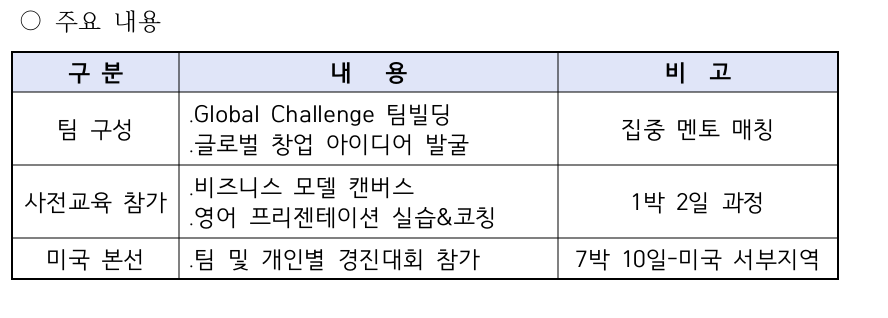 ○ 주요 내용
구 분 내 용 비 고
팀 구성 .Global Challenge 팀빌딩 집중 멘토 매칭
.글로벌 창업 아이디어 발굴
사전교육 참가 .비즈니스 모델 캔버스 1박 2일 과정
.영어 프리젠테이션 실습&코칭
미국 본선 .팀 및 개인별 경진대회 참가 7박 10일-미국 서부지역